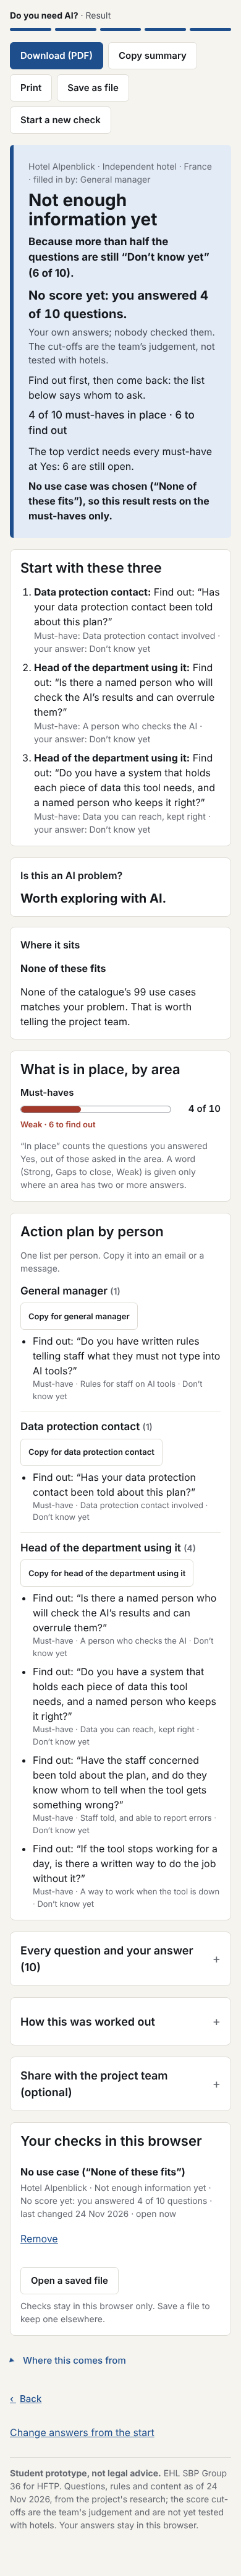 Do you need AI? · Result
Download (PDF)
Copy summary
Print
Save as file
Start a new check
Hotel Alpenblick · Independent hotel · France
· filled in by: General manager
Not enough
information yet
Because more than half the
questions are still “Don’t know yet”
(6 of 10).
No score yet: you answered 4
of 10 questions.
Your own answers; nobody checked them.
The cut-offs are the team’s judgement, not
tested with hotels.
Find out first, then come back: the list
below says whom to ask.
4 of 10 must-haves in place · 6 to
find out
The top verdict needs every must-have
at Yes: 6 are still open.
No use case was chosen (“None of
these fits”), so this result rests on the
must-haves only.
Start with these three
1. Data protection contact: Find out: “Has
your data protection contact been told
about this plan?”
Must-have: Data protection contact involved ·
your answer: Don’t know yet
2. Head of the department using it: Find
out: “Is there a named person who will
check the AI’s results and can overrule
them?”
Must-have: A person who checks the AI ·
your answer: Don’t know yet
3. Head of the department using it: Find
out: “Do you have a system that holds
each piece of data this tool needs, and
a named person who keeps it right?”
Must-have: Data you can reach, kept right ·
your answer: Don’t know yet
Is this an AI problem?
Worth exploring with AI.
Where it sits
None of these fits
None of the catalogue’s 99 use cases
matches your problem. That is worth
telling the project team.
What is in place, by area
Must-haves
4 of 10
Weak · 6 to find out
“In place” counts the questions you answered
Yes, out of those asked in the area. A word
(Strong, Gaps to close, Weak) is given only
where an area has two or more answers.
Action plan by person
One list per person. Copy it into an email or a
message.
General manager (1)
Copy for general manager
• Find out: “Do you have written rules
telling staff what they must not type into
AI tools?”
Must-have · Rules for staff on AI tools · Don’t
know yet
Data protection contact (1)
Copy for data protection contact
• Find out: “Has your data protection
contact been told about this plan?”
Must-have · Data protection contact involved ·
Don’t know yet
Head of the department using it (4)
Copy for head of the department using it
• Find out: “Is there a named person who
will check the AI’s results and can
overrule them?”
Must-have · A person who checks the AI · Don’t
know yet
• Find out: “Do you have a system that
holds each piece of data this tool
needs, and a named person who keeps
it right?”
Must-have · Data you can reach, kept right ·
Don’t know yet
• Find out: “Have the staff concerned
been told about the plan, and do they
know whom to tell when the tool gets
something wrong?”
Must-have · Staff told, and able to report errors ·
Don’t know yet
• Find out: “If the tool stops working for a
day, is there a written way to do the job
without it?”
Must-have · A way to work when the tool is down
· Don’t know yet
Every question and your answer
(10)
+
How this was worked out
+
Share with the project team
(optional)
+
Your checks in this browser
No use case (“None of these fits”)
Hotel Alpenblick · Not enough information yet ·
No score yet: you answered 4 of 10 questions ·
last changed 24 Nov 2026 · open now
Remove
Open a saved file
Checks stay in this browser only. Save a file to
keep one elsewhere.
Where this comes from
‹ Back
Change answers from the start
Student prototype, not legal advice. EHL SBP Group
36 for HFTP. Questions, rules and content as of 24
Nov 2026, from the project's research; the score cut-
offs are the team's judgement and are not yet tested
with hotels. Your answers stay in this browser.